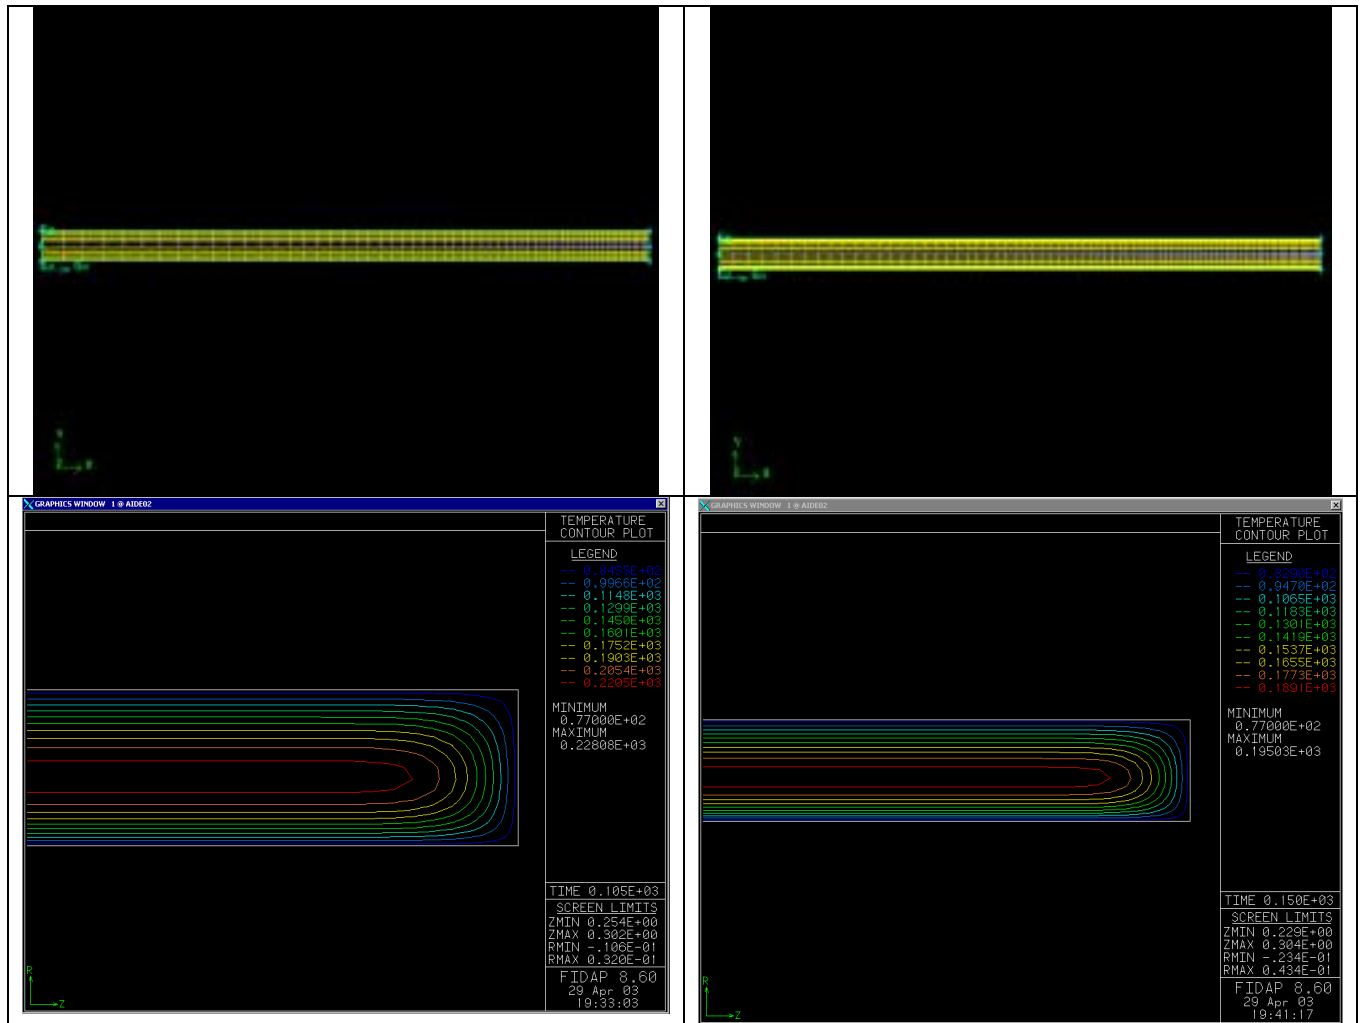 GRAPHICS WINDOW 1 @ AIDE02
TEMPERATURE
CONTOUR PLOT
LEGEND
-- 0.8455E+02
-- 0.9966E+02
-- 0.1148E+03
-- 0.1299E+03
-- 0.1450E+03
-- 0.1601E+03
-- 0.1752E+03
-- 0.1903E+03
-- 0.2054E+03
-- 0.2205E+03
MINIMUM
0.77000E+02
MAXIMUM
0.22808E+03
TIME 0.105E+03
SCREEN LIMITS
ZMIN 0.254E+00
ZMAX 0.302E+00
RMIN -.106E-01
RMAX 0.320E-01
FIDAP 8.60
29 Apr 03
19:33:03
R
Z
GRAPHICS WINDOW 1 @ AIDE02
TEMPERATURE
CONTOUR PLOT
LEGEND
-- 0.8290E+02
-- 0.9470E+02
-- 0.1065E+03
-- 0.1183E+03
-- 0.1301E+03
-- 0.1419E+03
-- 0.1537E+03
-- 0.1655E+03
-- 0.1773E+03
-- 0.1891E+03
MINIMUM
0.77000E+02
MAXIMUM
0.19503E+03
TIME 0.150E+03
SCREEN LIMITS
ZMIN 0.229E+00
ZMAX 0.304E+00
RMIN -.234E-01
RMAX 0.434E-01
FIDAP 8.60
29 Apr 03
19:41:17
R
Z